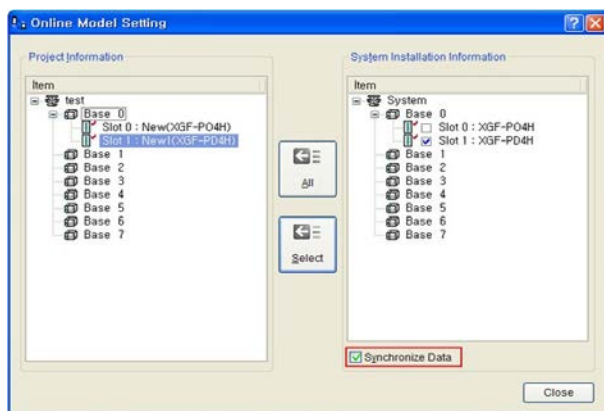 Online Model Setting
Project Information
Item
test
Base 0
Slot 0 : New(XGF-PO4H)
Slot 1 : New1(XGF-PD4H)
Base 1
Base 2
Base 3
Base 4
Base 5
Base 6
Base 7
All
Select
System Installation Information
Item
System
Base 0
Slot 0 : XGF-PO4H
Slot 1 : XGF-PD4H
Base 1
Base 2
Base 3
Base 4
Base 5
Base 6
Base 7
Synchronize Data
Close